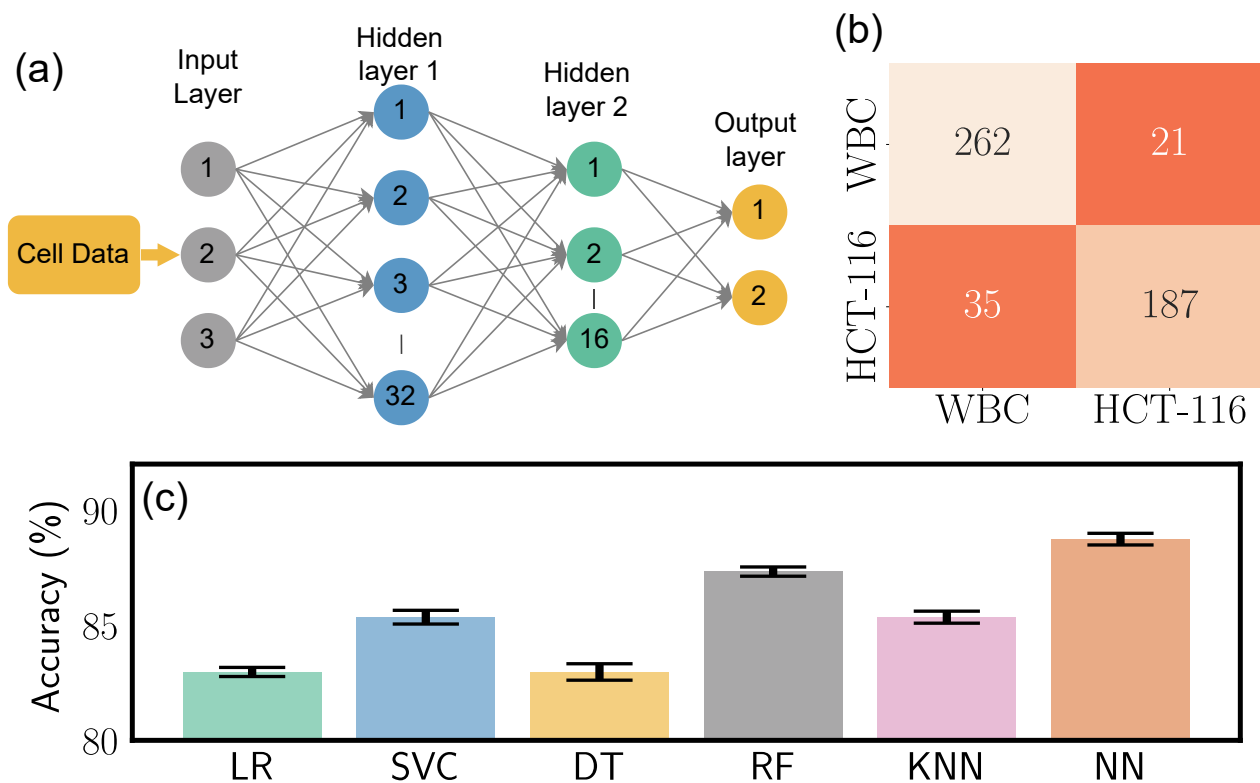 (a)
Input
Layer
Hidden
layer 1
Hidden
layer 2
Output
layer
Cell Data
1
2
3
1
2
3
32
1
2
16
1
2
(b)
WBC
HCT-116
262
21
35
187
WBC
HCT-116
(c)
Accuracy (%)
90
85
80
LR
SVC
DT
RF
KNN
NN